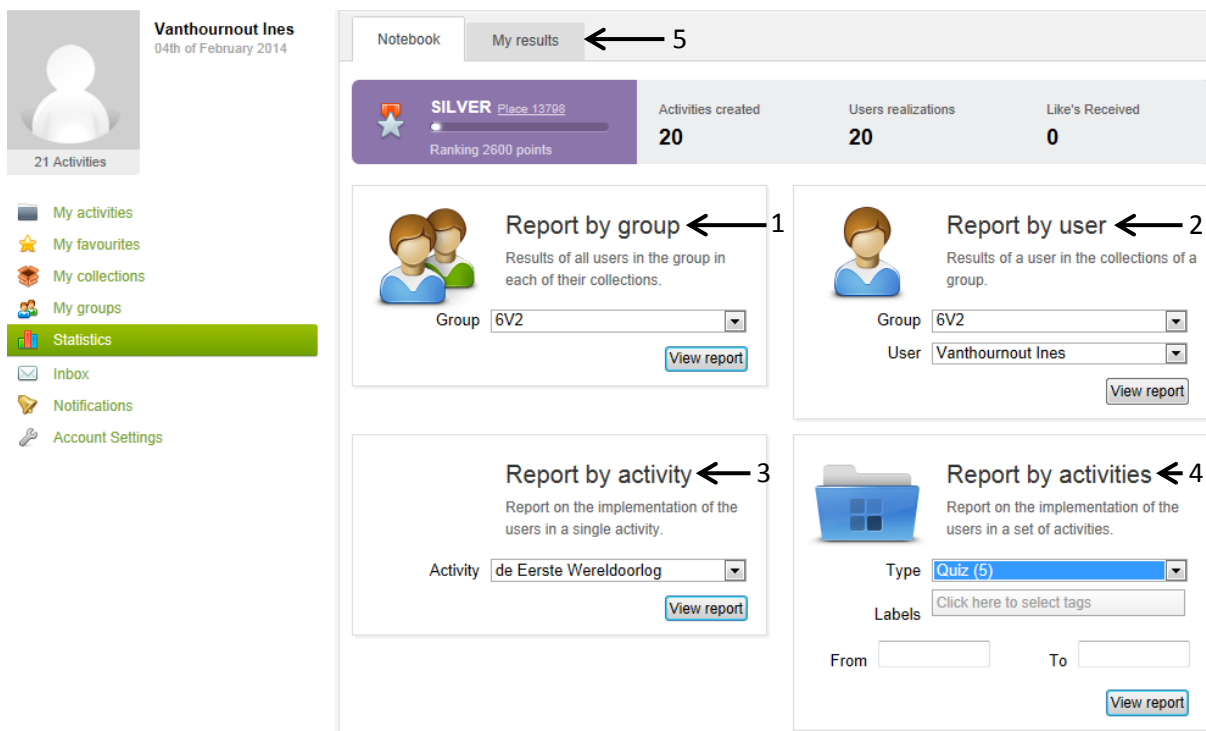 Vanthournout Ines
04th of February 2014
21 Activities
My activities
My favourites
My collections
My groups
Statistics
Inbox
Notifications
Account Settings
Notebook
My results
5
SILVER Place 13798
Ranking 2600 points
Activities created
20
Users realizations
20
Like's Received
0
Report by group
1
Results of all users in the group in
each of their collections.
Group 6V2
View report
Report by user
2
Results of a user in the collections of a
group.
Group 6V2
User Vanthournout Ines
View report
Report by activity
3
Report on the implementation of the
users in a single activity.
Activity de Eerste Wereldoorlog
View report
Report by activities
4
Report on the implementation of the
users in a set of activities.
Type Quiz (5)
Labels Click here to select tags
From To
View report